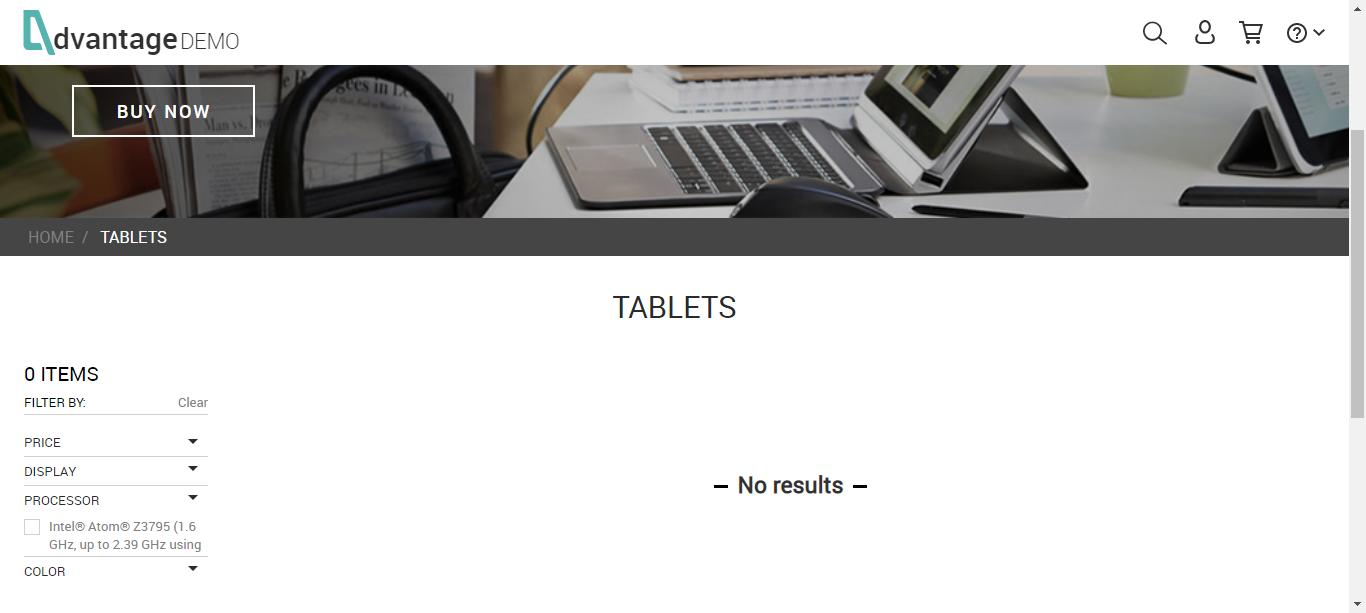 dvantage DEMO
BUY NOW
HOME / TABLETS
TABLETS
0 ITEMS
FILTER BY: Clear
PRICE
DISPLAY
PROCESSOR
Intel® Atom® Z3795 (1.6
GHz, up to 2.39 GHz using
COLOR
No results